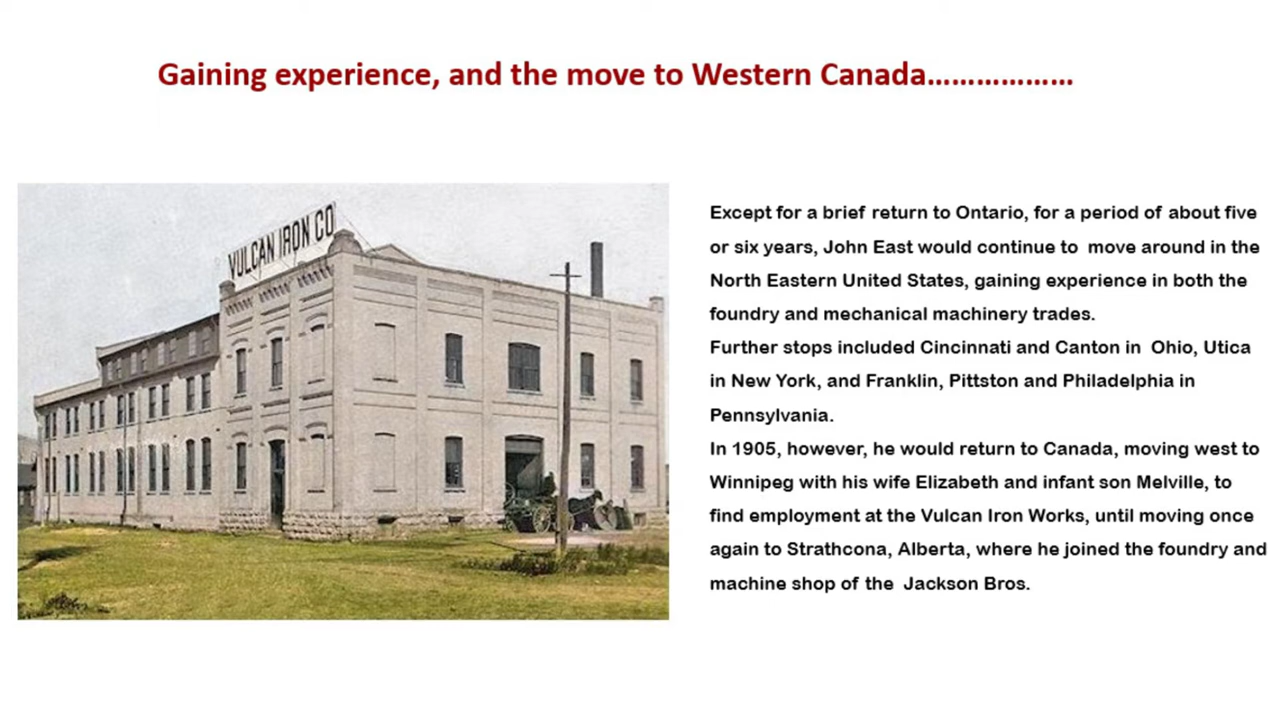 Gaining experience, and the move to Western Canada………………
VULCAN IRON CO
Except for a brief return to Ontario, for a period of about five
or six years, John East would continue to move around in the
North Eastern United States, gaining experience in both the
foundry and mechanical machinery trades.
Further stops included Cincinnati and Canton in Ohio, Utica
in New York, and Franklin, Pittston and Philadelphia in
Pennsylvania.
In 1905, however, he would return to Canada, moving west to
Winnipeg with his wife Elizabeth and infant son Melville, to
find employment at the Vulcan Iron Works, until moving once
again to Strathcona, Alberta, where he joined the foundry and
machine shop of the Jackson Bros.